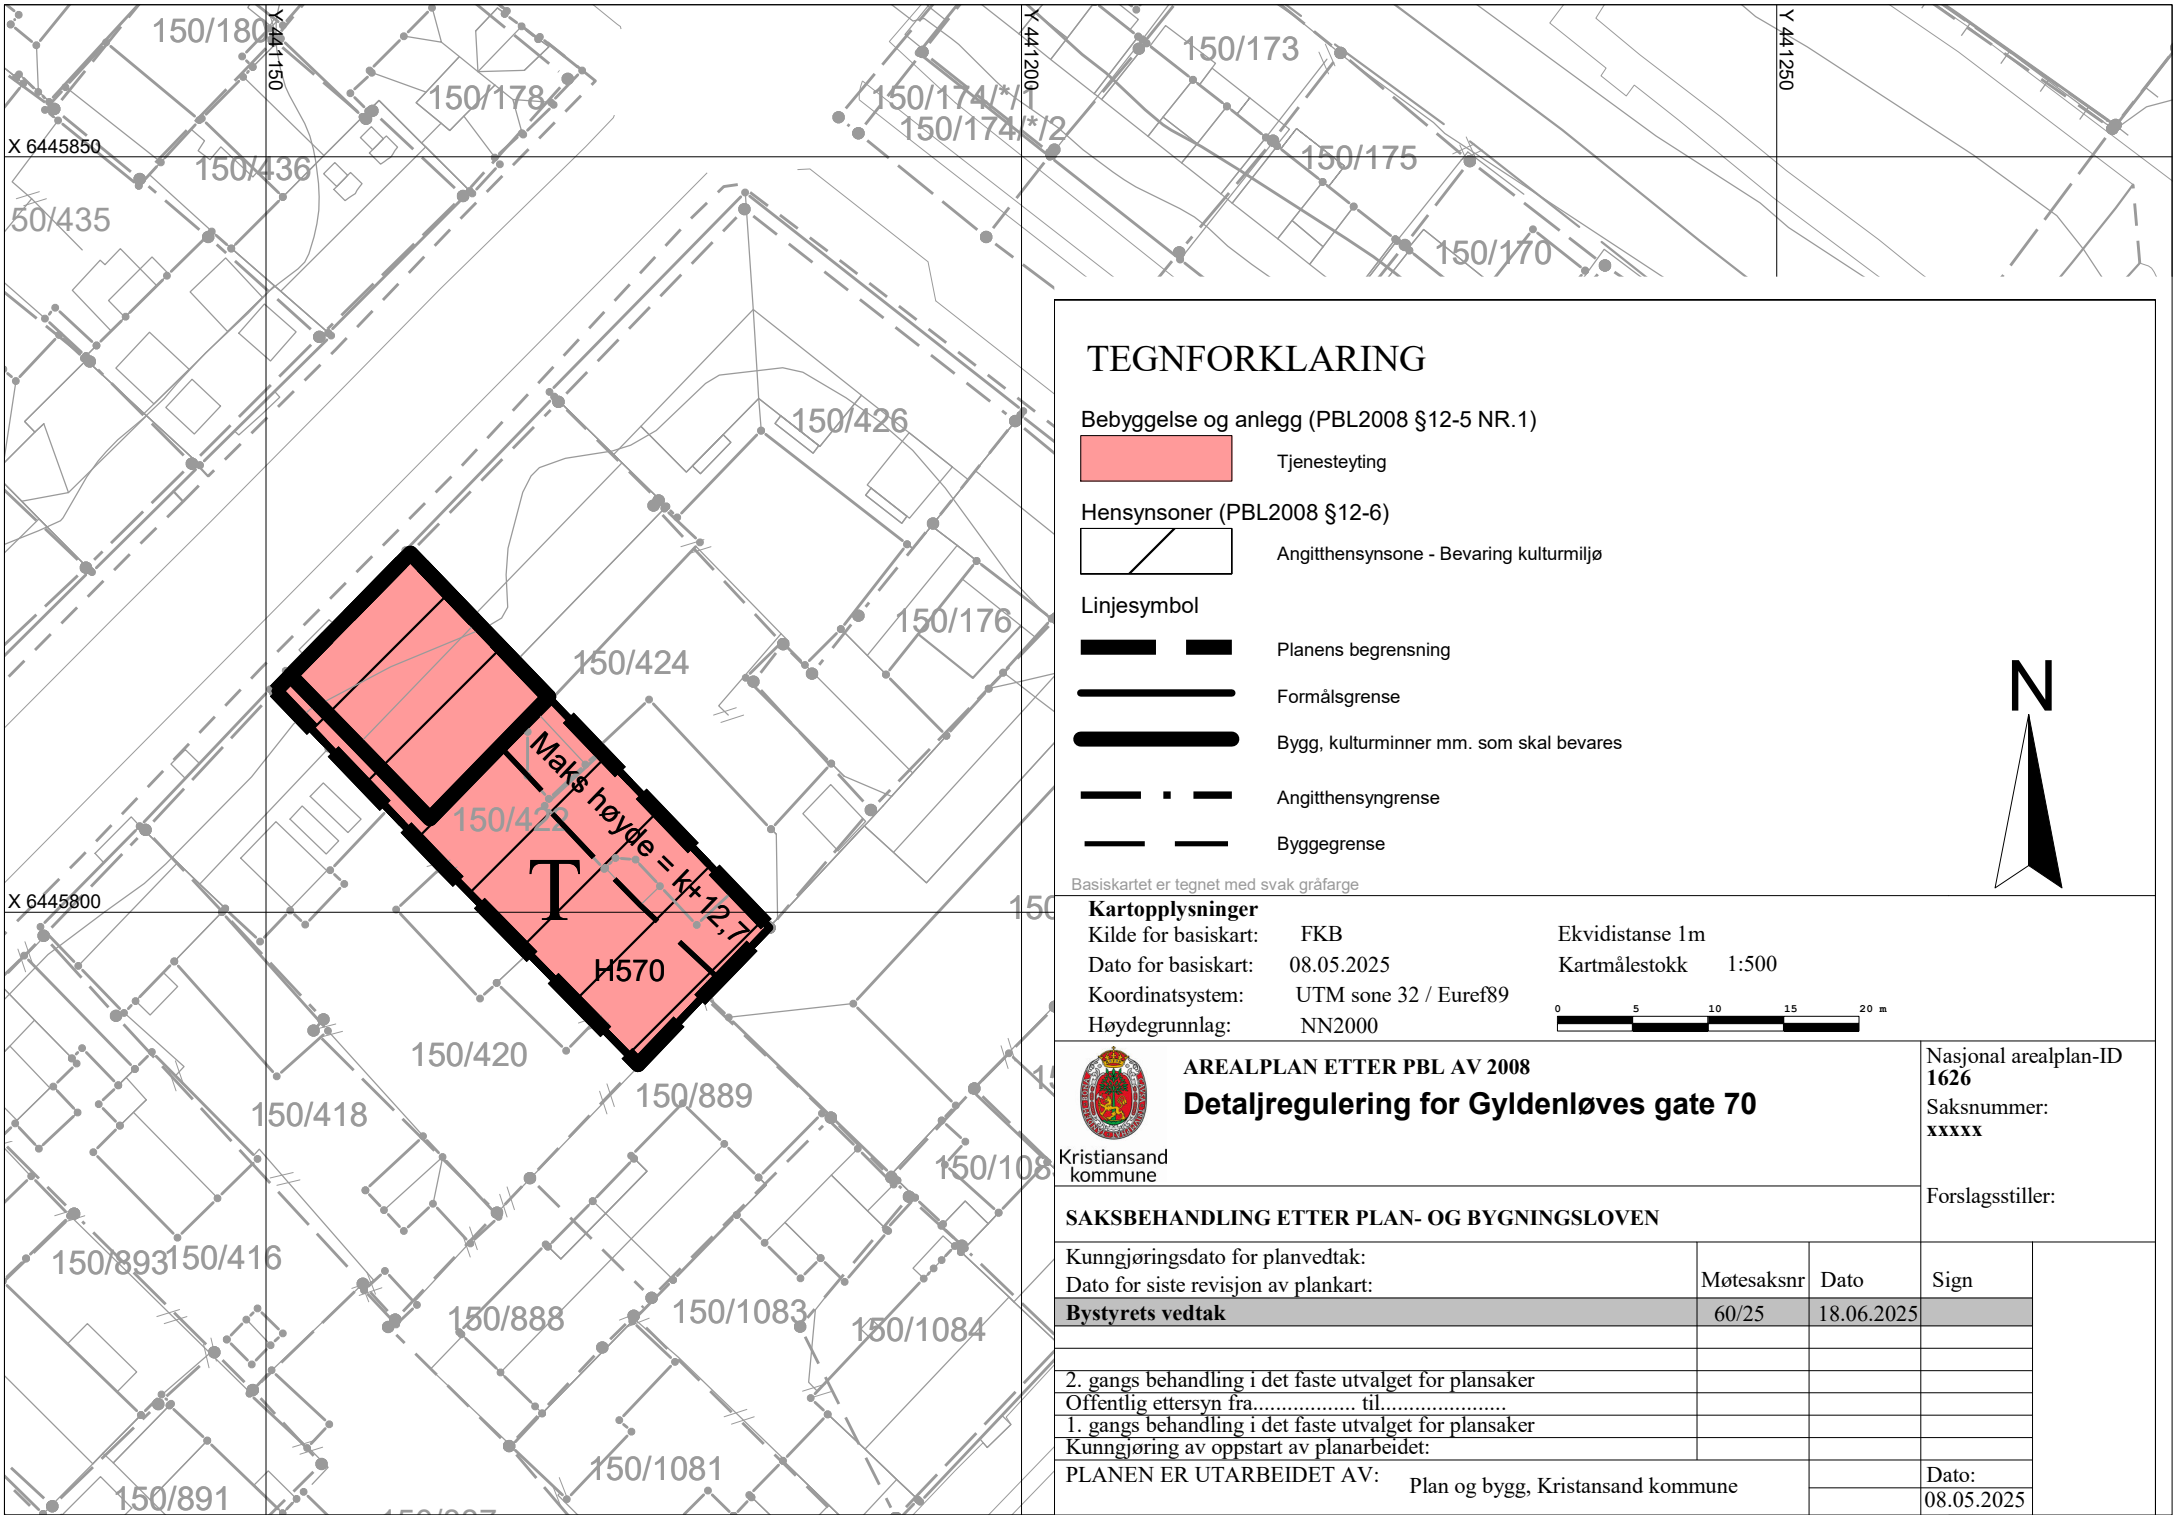 Y 441150
Y 441200
Y 441250
X 6445850
X 6445800
150/180
150/178
150/436
50/435
150/174/*/1
150/174/*/2
150/173
150/175
150/170
150/426
150/176
150/424
150/422
Maks høyde = k+12,7
T
H570
150/420
150/418
150/889
150/893
150/416
150/888
150/1083
150/1084
150/1081
150/891
TEGNFORKLARING
Bebyggelse og anlegg (PBL2008 §12-5 NR.1)
Tjenesteyting
Hensynsoner (PBL2008 §12-6)
Angitthensynsone - Bevaring kulturmiljø
Linjesymbol
Planens begrensning
Formålsgrense
Bygg, kulturminner mm. som skal bevares
Angitthensyngrense
Byggegrense
N
Basiskartet er tegnet med svak gråfarge
Kartopplysninger
Kilde for basiskart: FKB
Dato for basiskart: 08.05.2025
Koordinatsystem: UTM sone 32 / Euref89
Høydegrunnlag: NN2000
Ekvidistanse 1m
Kartmålestokk 1:500
0 5 10 15 20 m
Kristiansand
kommune
AREALPLAN ETTER PBL AV 2008
Detaljregulering for Gyldenløves gate 70
Nasjonal arealplan-ID
1626
Saksnummer:
xxxxx
Forslagsstiller:
SAKSBEHANDLING ETTER PLAN- OG BYGNINGSLOVEN
Kunngjøringsdato for planvedtak:
Dato for siste revisjon av plankart:
Møtesaksnr Dato Sign
Bystyrets vedtak 60/25 18.06.2025
2. gangs behandling i det faste utvalget for plansaker
Offentlig ettersyn fra.................. til......................
1. gangs behandling i det faste utvalget for plansaker
Kunngjøring av oppstart av planarbeidet:
PLANEN ER UTARBEIDET AV: Plan og bygg, Kristansand kommune
Dato:
08.05.2025